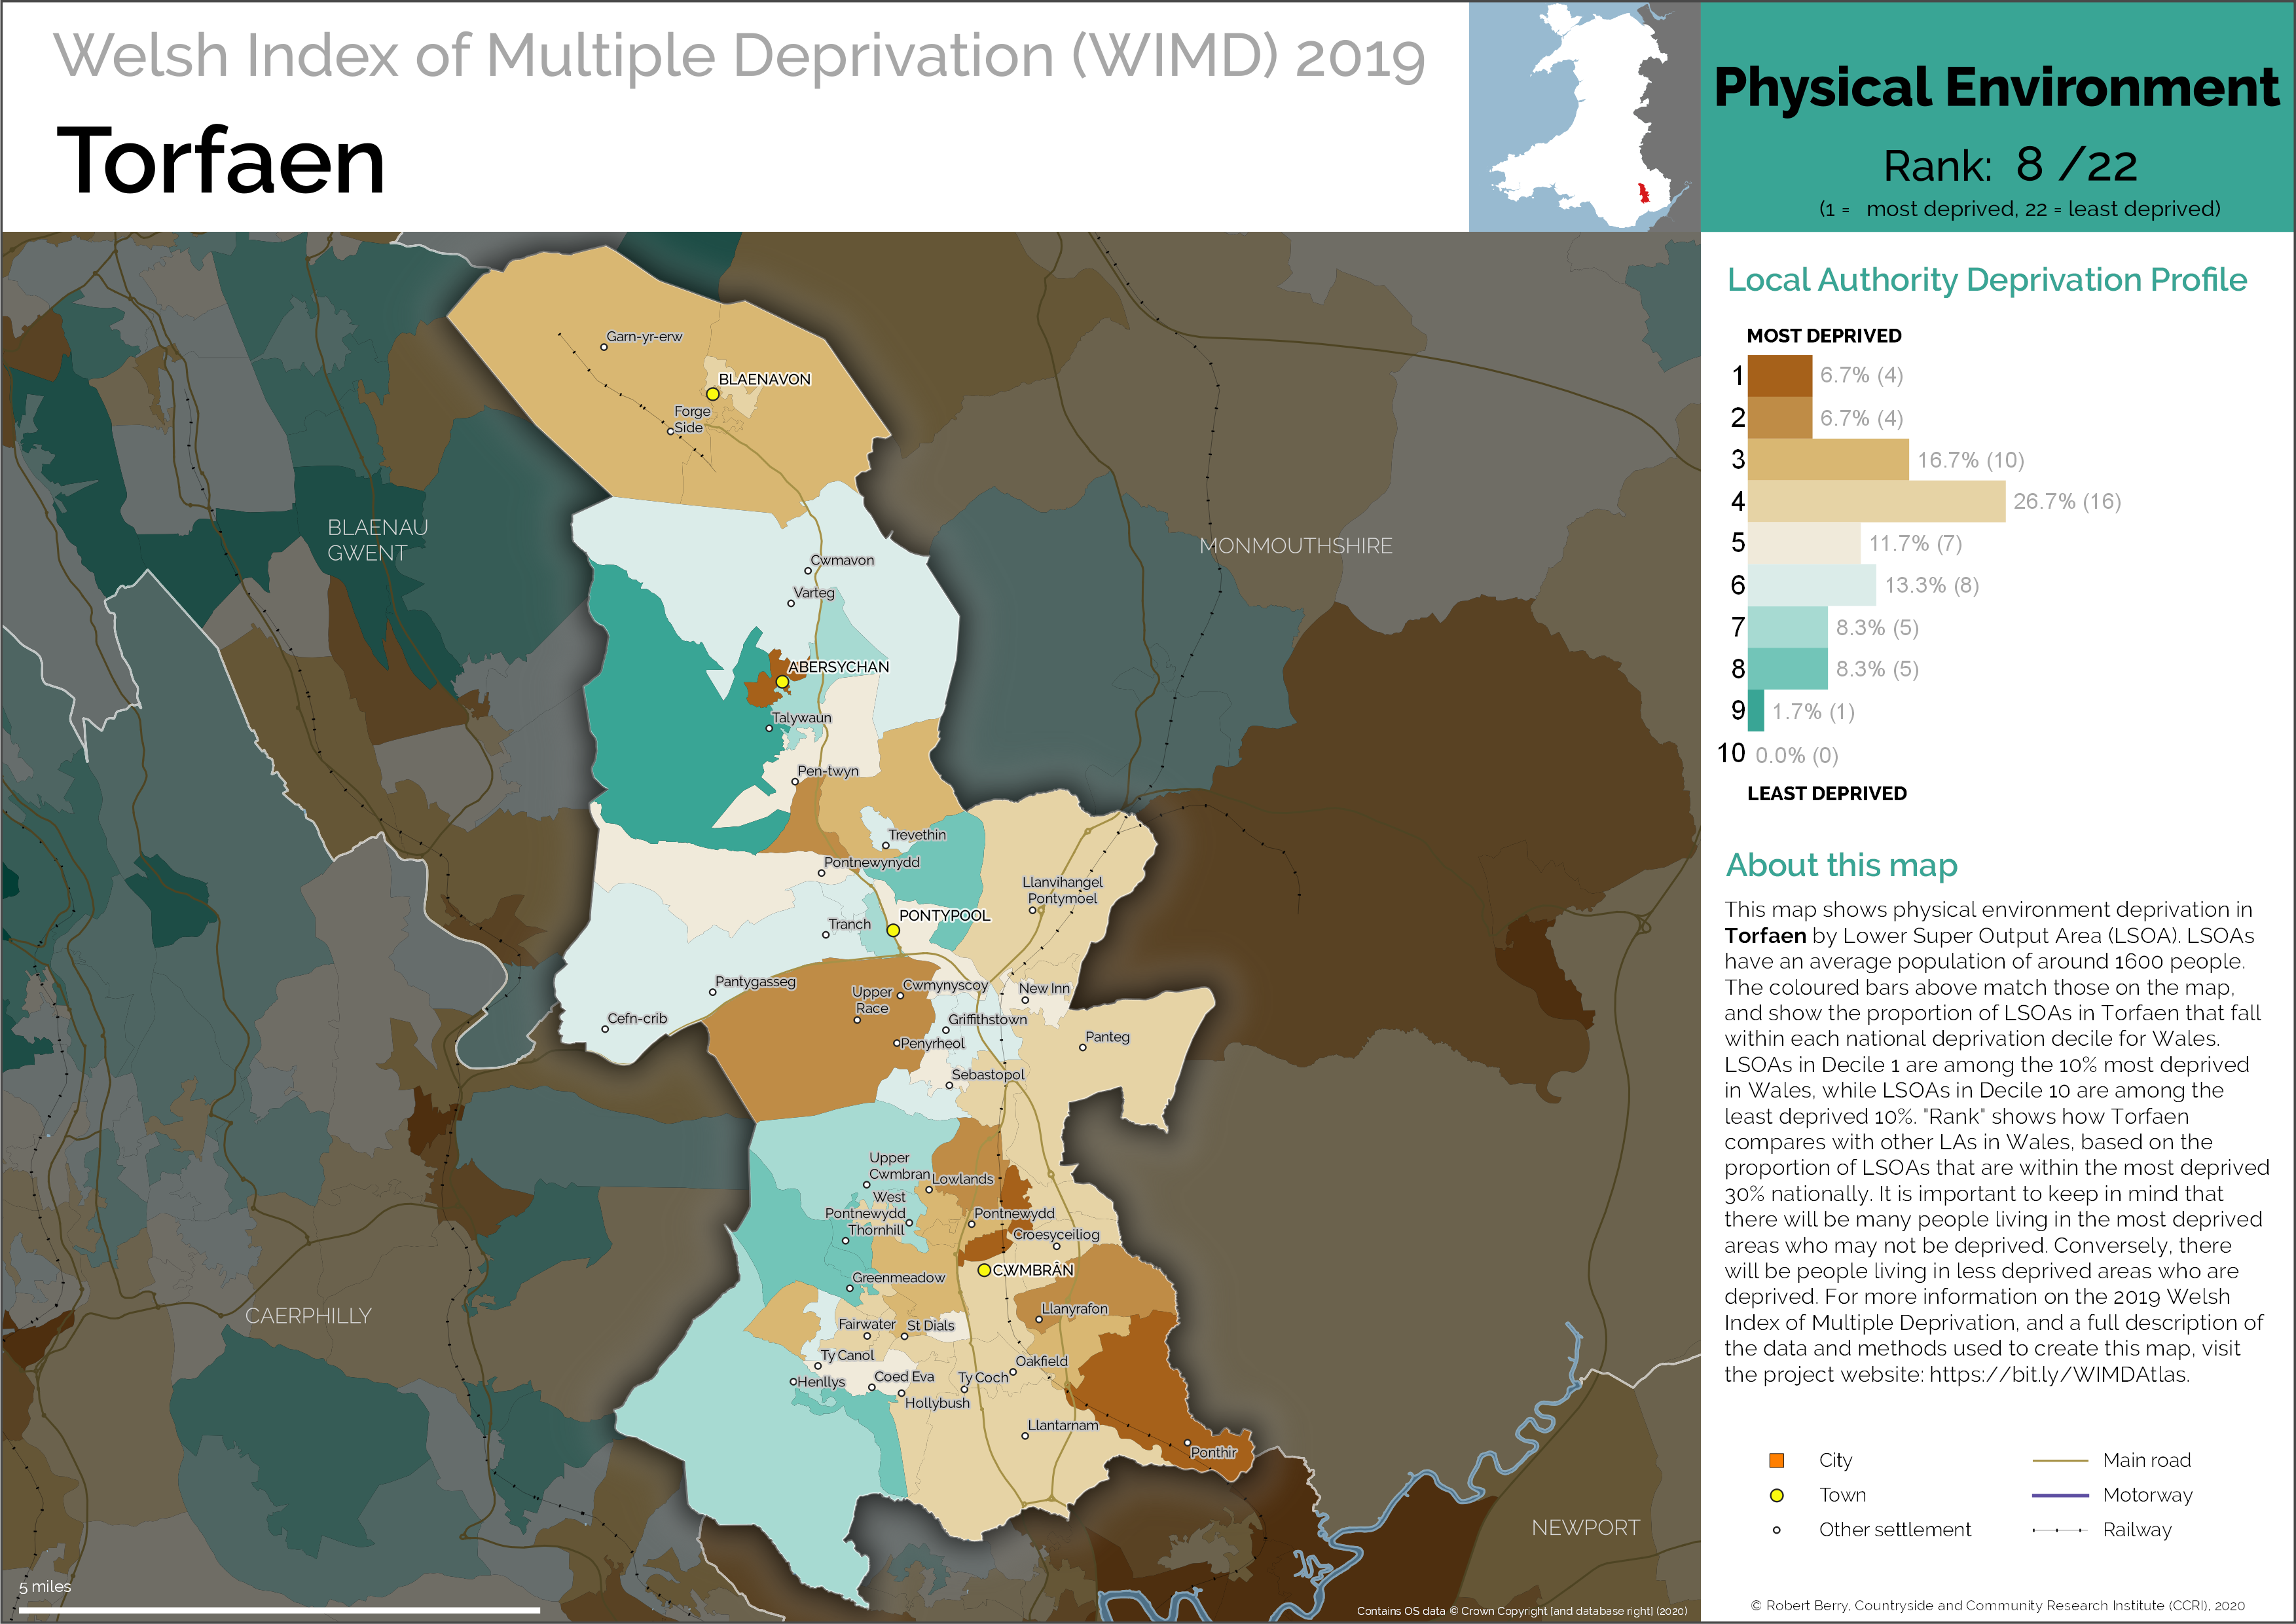 Welsh Index of Multiple Deprivation (WIMD) 2019
Torfaen
Physical Environment
Rank: 8 /22
(1 = most deprived, 22 = least deprived)
Local Authority Deprivation Profile
MOST DEPRIVED
1 6.7% (4)
2 6.7% (4)
3 16.7% (10)
4 26.7% (16)
5 11.7% (7)
6 13.3% (8)
7 8.3% (5)
8 8.3% (5)
9 1.7% (1)
10 0.0% (0)
LEAST DEPRIVED
About this map
This map shows physical environment deprivation in
Torfaen by Lower Super Output Area (LSOA). LSOAs
have an average population of around 1600 people.
The coloured bars above match those on the map,
and show the proportion of LSOAs in Torfaen that fall
within each national deprivation decile for Wales.
LSOAs in Decile 1 are among the 10% most deprived
in Wales, while LSOAs in Decile 10 are among the
least deprived 10%. "Rank" shows how Torfaen
compares with other LAs in Wales, based on the
proportion of LSOAs that are within the most deprived
30% nationally. It is important to keep in mind that
there will be many people living in the most deprived
areas who may not be deprived. Conversely, there
will be people living in less deprived areas who are
deprived. For more information on the 2019 Welsh
Index of Multiple Deprivation, and a full description of
the data and methods used to create this map, visit
the project website: https://bit.ly/WIMDAtlas.
City
Main road
Town
Motorway
Other settlement
Railway
© Robert Berry, Countryside and Community Research Institute (CCRI), 2020
Garn-yr-erw
BLAENAVON
Forge
Side
BLAENAU
GWENT
MONMOUTHSHIRE
Cwmavon
Varteg
ABERSYCHAN
Talywaun
Pen-twyn
Trevethin
Pontnewynydd
Llanvihangel
Pontymoel
PONTYPOOL
Tranch
Pantygasseg
Upper
Race
Cwmynyscoy
New Inn
Cefn-crib
Griffithstown
Penyrheol
Panteg
Sebastopol
Upper
Cwmbran
Lowlands
West
Pontnewydd
Pontnewydd
Thornhill
Croesyceiliog
CWMBRÂN
Greenmeadow
CAERPHILLY
Llanyrafon
Fairwater
St Dials
Ty Canol
Oakfield
Henllys
Coed Eva
Ty Coch
Hollybush
Llantarnam
Ponthir
NEWPORT
5 miles
Contains OS data © Crown Copyright [and database right] (2020)